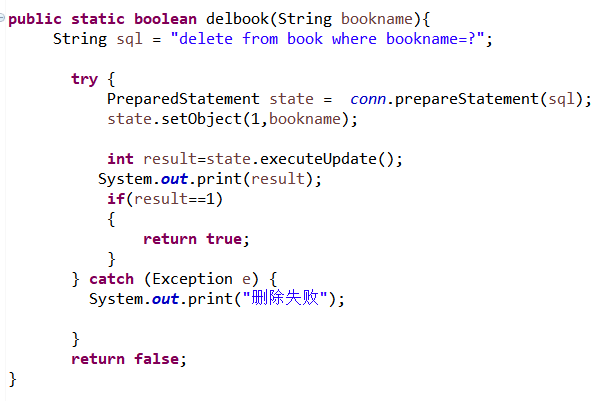 public static boolean delbook(String bookname){
String sql = "delete from book where bookname=?";
try {
PreparedStatement state =  conn.prepareStatement(sql);
state.setObject(1,bookname);
int result=state.executeUpdate();
System.out.print(result);
if(result==1)
{
return true;
}
} catch (Exception e) {
System.out.print("删除失败");
}
return false;
}